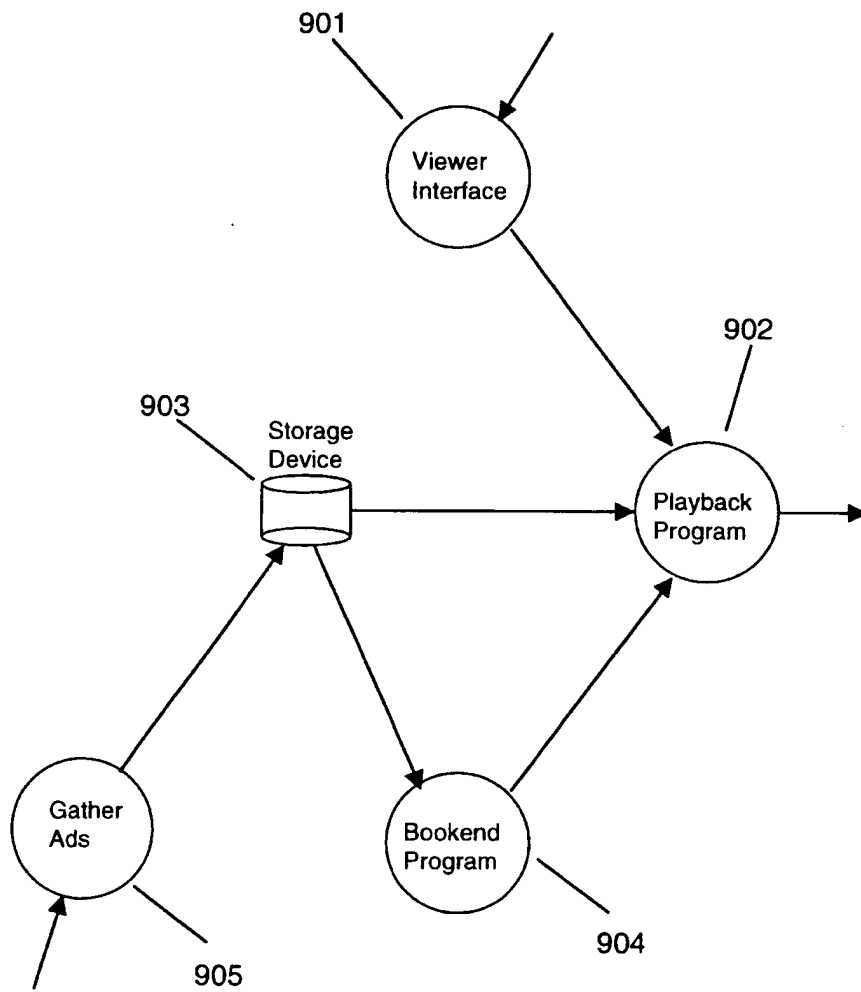 901
Viewer
Interface
902
903
Storage
Device
Playback
Program
Gather
Ads
Bookend
Program
904
905